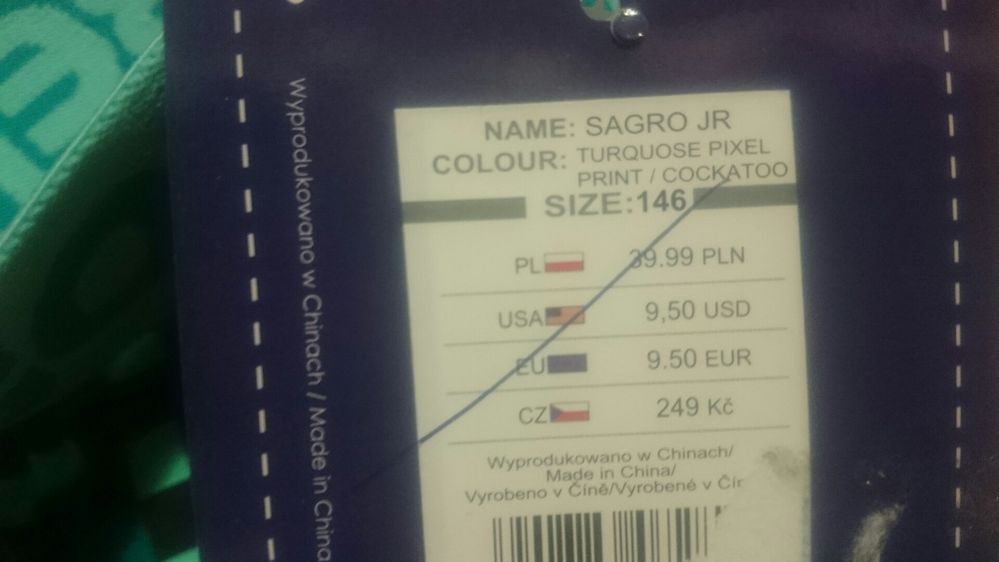 Wyprodukowano w Chinach / Made in China
NAME: SAGRO JR
COLOUR: TURQUOSE PIXEL
PRINT / COCKATOO
SIZE:146
PL 39.99 PLN
USA 9,50 USD
EU 9.50 EUR
CZ 249 Kč
Wyprodukowano w Chinach/
Made in China/
Vyrobeno v Číně/Vyrobené v